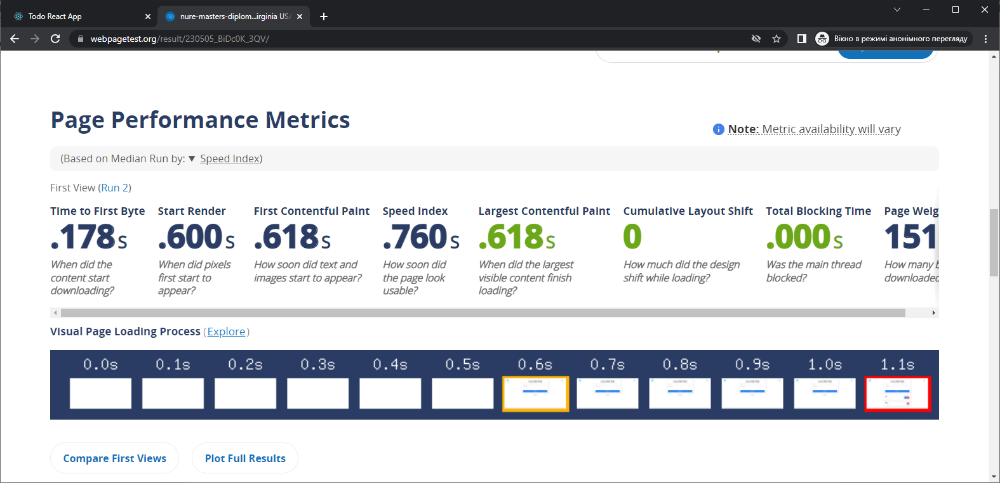 Todo React App
nure-masters-diplom...irginia US
webpagetest.org/result/230505_BiDc0K_3QV/
Вікно в режимі анонімного перегляду
Page Performance Metrics
Note: Metric availability will vary
(Based on Median Run by: ▼ Speed Index)
First View (Run 2)
Time to First Byte
.178s
When did the
content start
downloading?
Start Render
.600s
When did pixels
first start to
appear?
First Contentful Paint
.618s
How soon did text and
images start to appear?
Speed Index
.760s
How soon did
the page look
usable?
Largest Contentful Paint
.618s
When did the largest
visible content finish
loading?
Cumulative Layout Shift
0
How much did the design
shift while loading?
Total Blocking Time
.000s
Was the main thread
blocked?
Page Weig
151
How many b
downloaded
Visual Page Loading Process (Explore)
0.0s 0.1s 0.2s 0.3s 0.4s 0.5s 0.6s 0.7s 0.8s 0.9s 1.0s 1.1s
Compare First Views
Plot Full Results